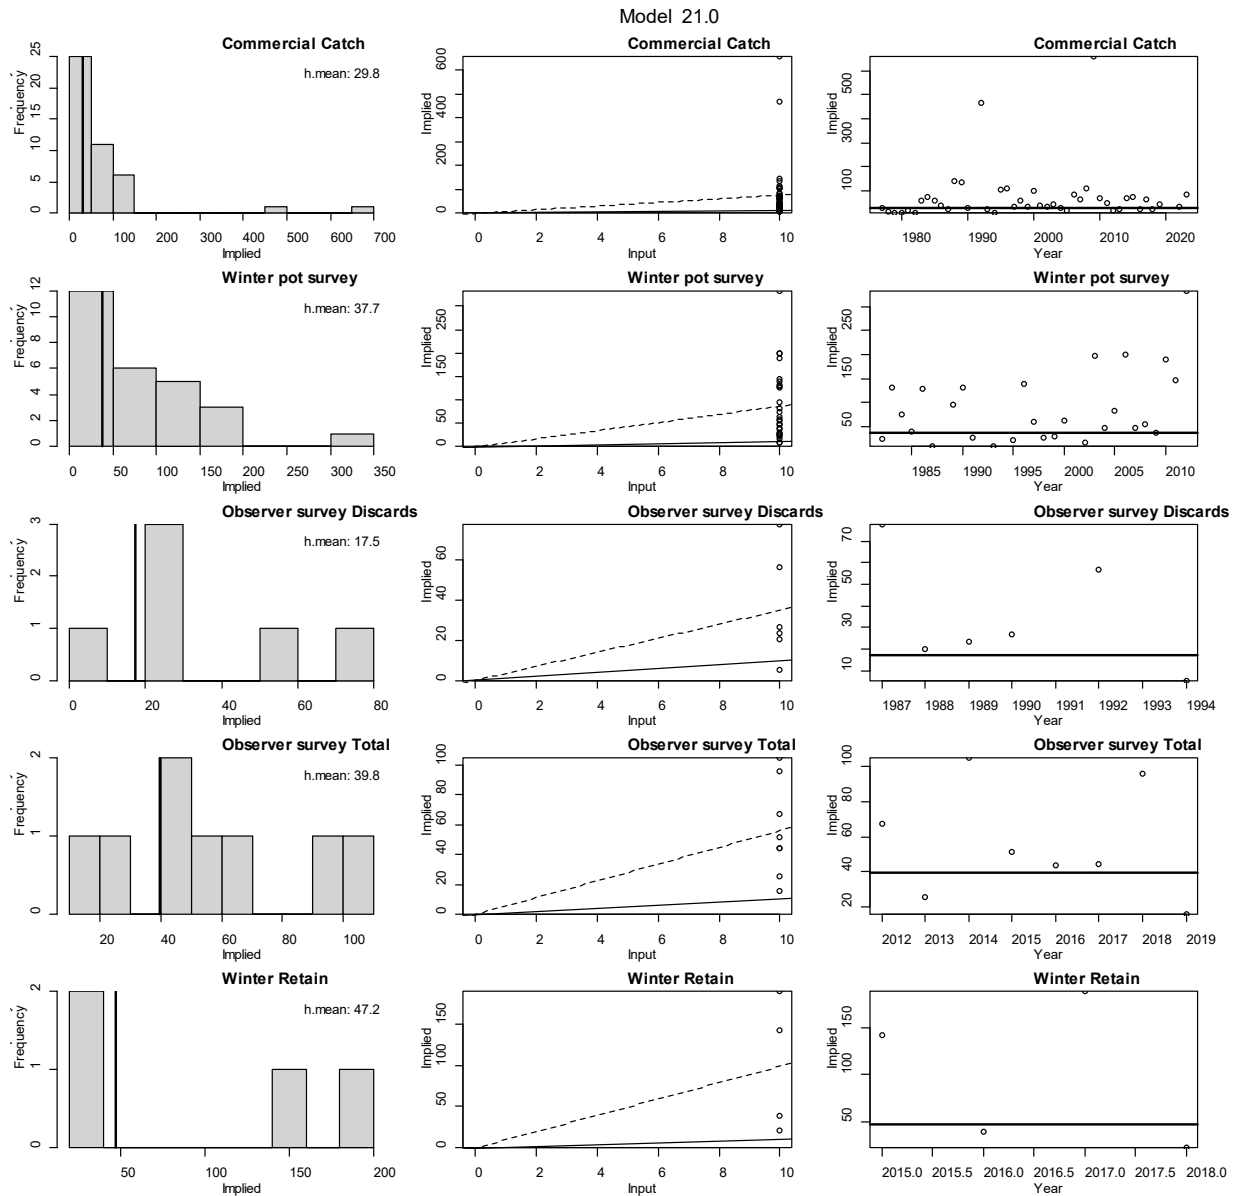 Model 21.0
Commercial Catch
h.mean: 29.8
Frequency
0 5 10 15 20 25
0 100 200 300 400 500 600 700
Implied
Commercial Catch
Implied
0 200 400 600
0 2 4 6 8 10
Input
Commercial Catch
Implied
100 300 500
1980 1990 2000 2010 2020
Year
Winter pot survey
h.mean: 37.7
Frequency
0 2 4 6 8 10 12
0 50 100 150 200 250 300 350
Implied
Winter pot survey
Implied
0 50 150 250
0 2 4 6 8 10
Input
Winter pot survey
Implied
50 150 250
1985 1990 1995 2000 2005 2010
Year
Observer survey Discards
h.mean: 17.5
Frequency
0 1 2 3
0 20 40 60 80
Implied
Observer survey Discards
Implied
0 20 40 60
0 2 4 6 8 10
Input
Observer survey Discards
Implied
10 30 50 70
1987 1988 1989 1990 1991 1992 1993 1994
Year
Observer survey Total
h.mean: 39.8
Frequency
0 1 2
20 40 60 80 100
Implied
Observer survey Total
Implied
0 20 40 60 80 100
0 2 4 6 8 10
Input
Observer survey Total
Implied
20 40 60 80 100
2012 2013 2014 2015 2016 2017 2018 2019
Year
Winter Retain
h.mean: 47.2
Frequency
0 1 2
50 100 150 200
Implied
Winter Retain
Implied
0 50 100 150
0 2 4 6 8 10
Input
Winter Retain
Implied
50 100 150
2015.0 2015.5 2016.0 2016.5 2017.0 2017.5 2018.0
Year